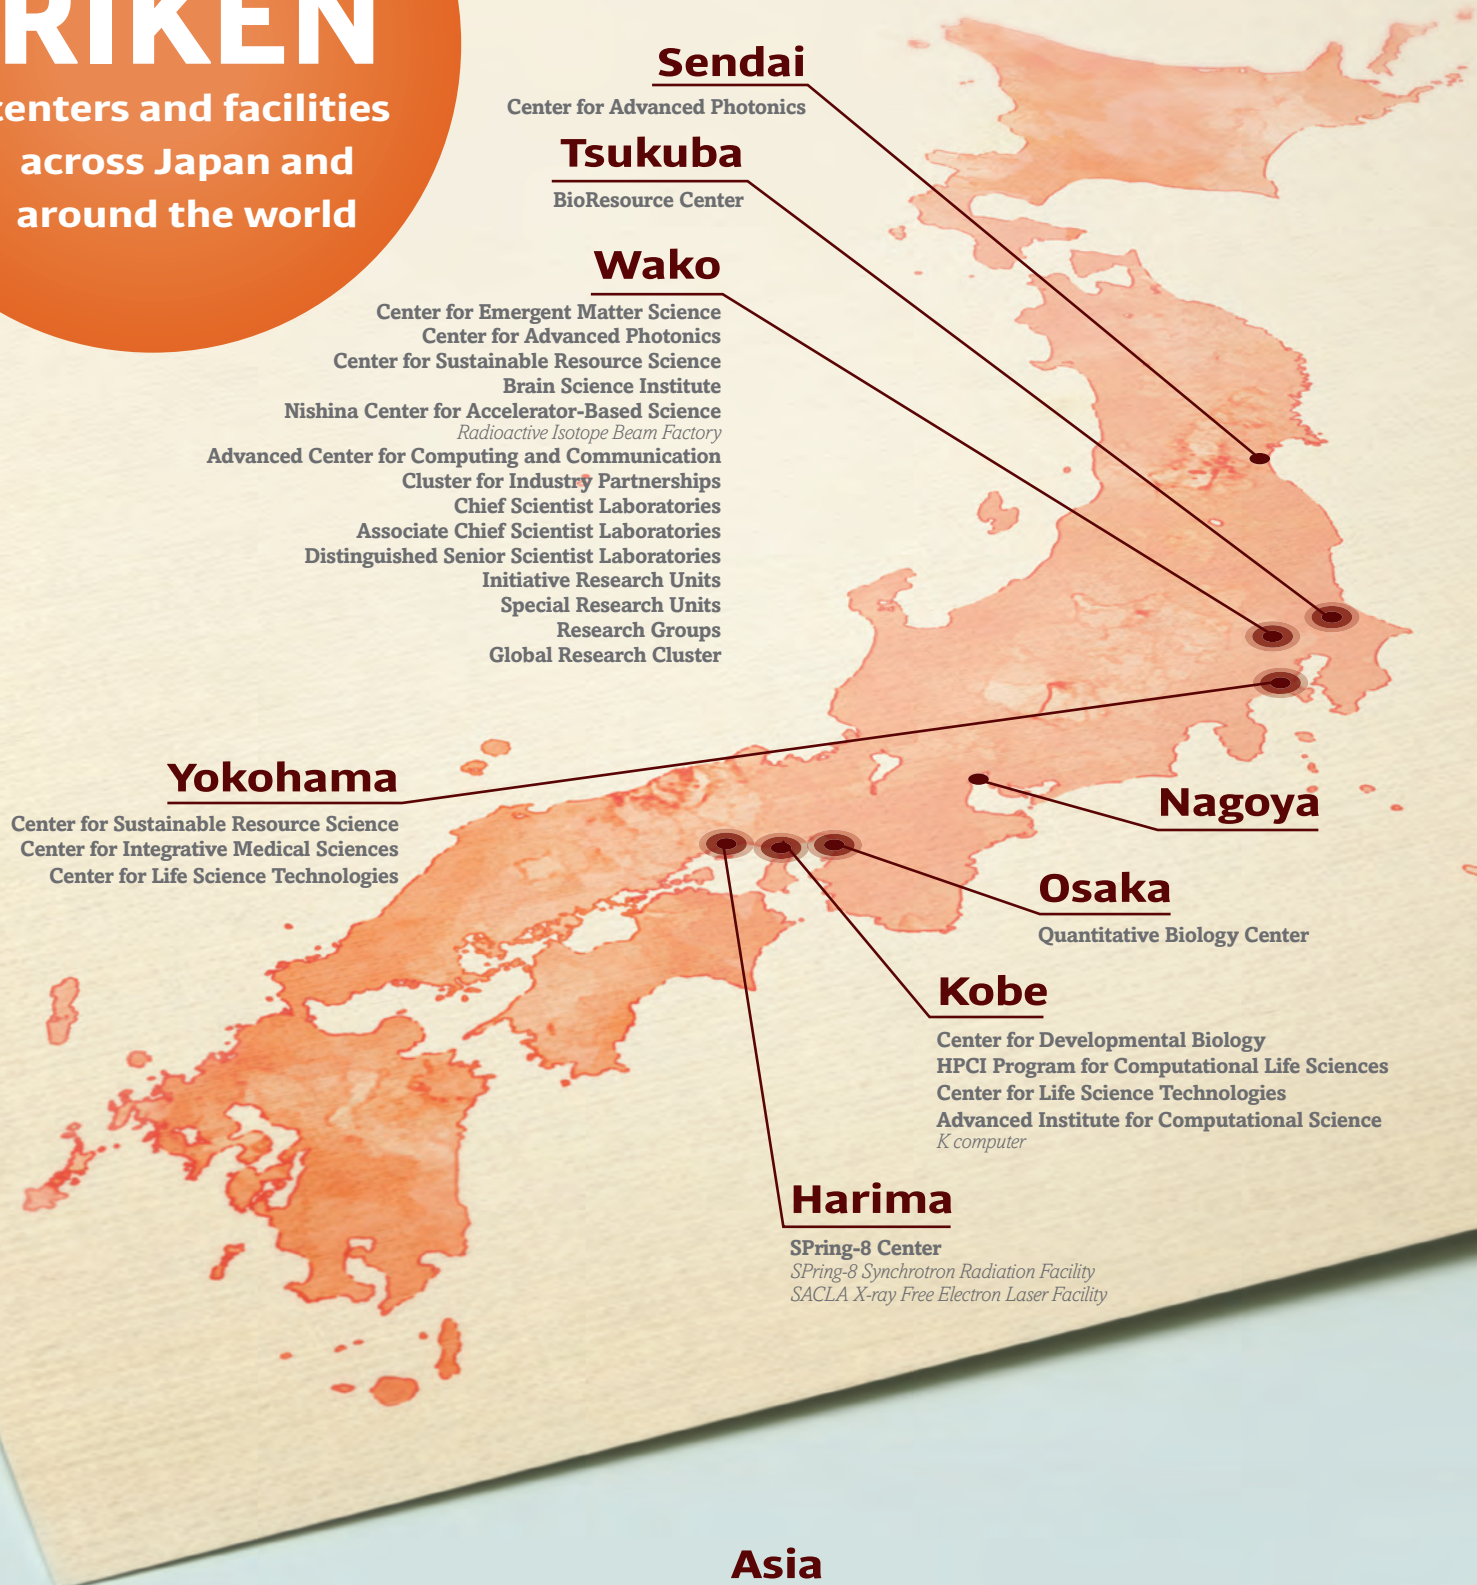 RIKEN
centers and facilities
across Japan and
around the world
Sendai
Center for Advanced Photonics
Tsukuba
BioResource Center
Wako
Center for Emergent Matter Science
Center for Advanced Photonics
Center for Sustainable Resource Science
Brain Science Institute
Nishina Center for Accelerator-Based Science
Radioactive Isotope Beam Factory
Advanced Center for Computing and Communication
Cluster for Industry Partnerships
Chief Scientist Laboratories
Associate Chief Scientist Laboratories
Distinguished Senior Scientist Laboratories
Initiative Research Units
Special Research Units
Research Groups
Global Research Cluster
Yokohama
Center for Sustainable Resource Science
Center for Integrative Medical Sciences
Center for Life Science Technologies
Nagoya
Osaka
Quantitative Biology Center
Kobe
Center for Developmental Biology
HPCI Program for Computational Life Sciences
Center for Life Science Technologies
Advanced Institute for Computational Science
K computer
Harima
SPring-8 Center
SPring-8 Synchrotron Radiation Facility
SACLA X-ray Free Electron Laser Facility
Asia